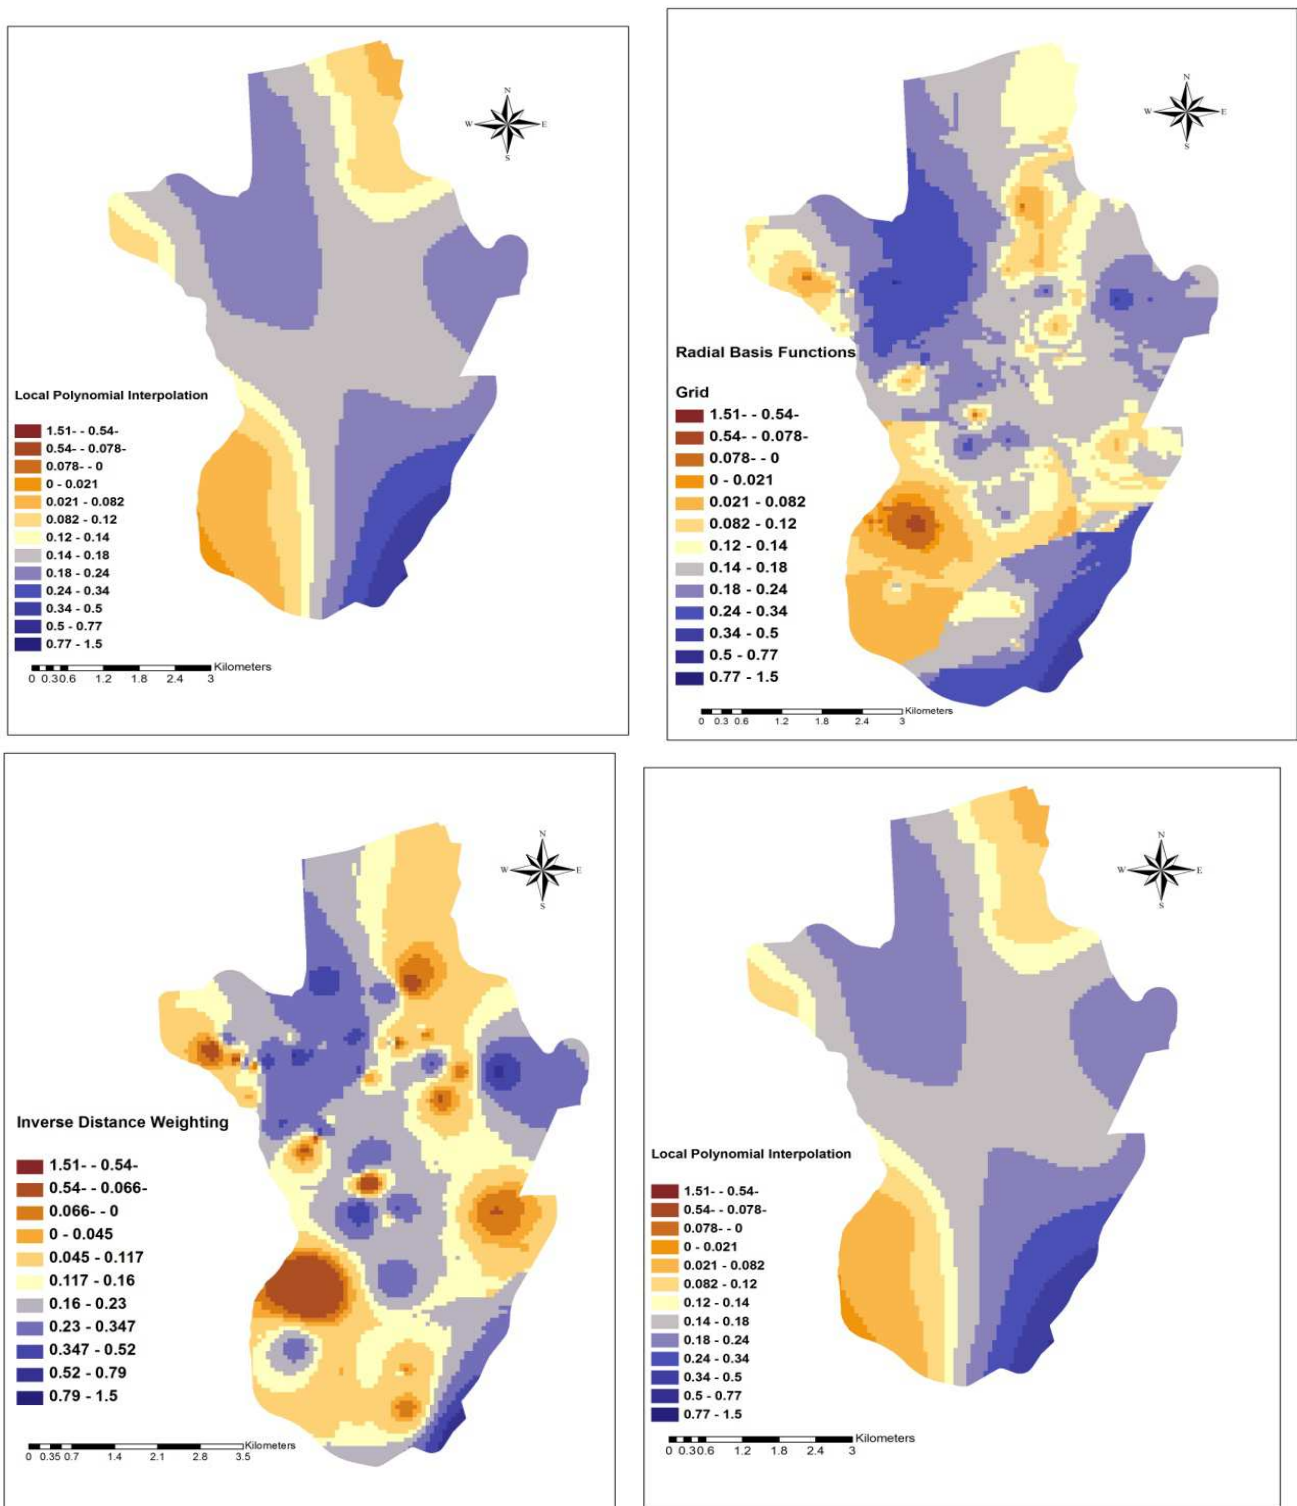 N
W E
S
Local Polynomial Interpolation
1.51- - 0.54-
0.54- - 0.078-
0.078- - 0
0 - 0.021
0.021 - 0.082
0.082 - 0.12
0.12 - 0.14
0.14 - 0.18
0.18 - 0.24
0.24 - 0.34
0.34 - 0.5
0.5 - 0.77
0.77 - 1.5
Kilometers
0 0.30.6 1.2 1.8 2.4 3
N
W E
S
Radial Basis Functions
Grid
1.51- - 0.54-
0.54- - 0.078-
0.078- - 0
0 - 0.021
0.021 - 0.082
0.082 - 0.12
0.12 - 0.14
0.14 - 0.18
0.18 - 0.24
0.24 - 0.34
0.34 - 0.5
0.5 - 0.77
0.77 - 1.5
Kilometers
0 0.3 0.6 1.2 1.8 2.4 3
N
W E
S
Inverse Distance Weighting
1.51- - 0.54-
0.54- - 0.066-
0.066- - 0
0 - 0.045
0.045 - 0.117
0.117 - 0.16
0.16 - 0.23
0.23 - 0.347
0.347 - 0.52
0.52 - 0.79
0.79 - 1.5
Kilometers
0 0.35 0.7 1.4 2.1 2.8 3.5
N
W E
S
Local Polynomial Interpolation
1.51- - 0.54-
0.54- - 0.078-
0.078- - 0
0 - 0.021
0.021 - 0.082
0.082 - 0.12
0.12 - 0.14
0.14 - 0.18
0.18 - 0.24
0.24 - 0.34
0.34 - 0.5
0.5 - 0.77
0.77 - 1.5
Kilometers
0 0.30.6 1.2 1.8 2.4 3